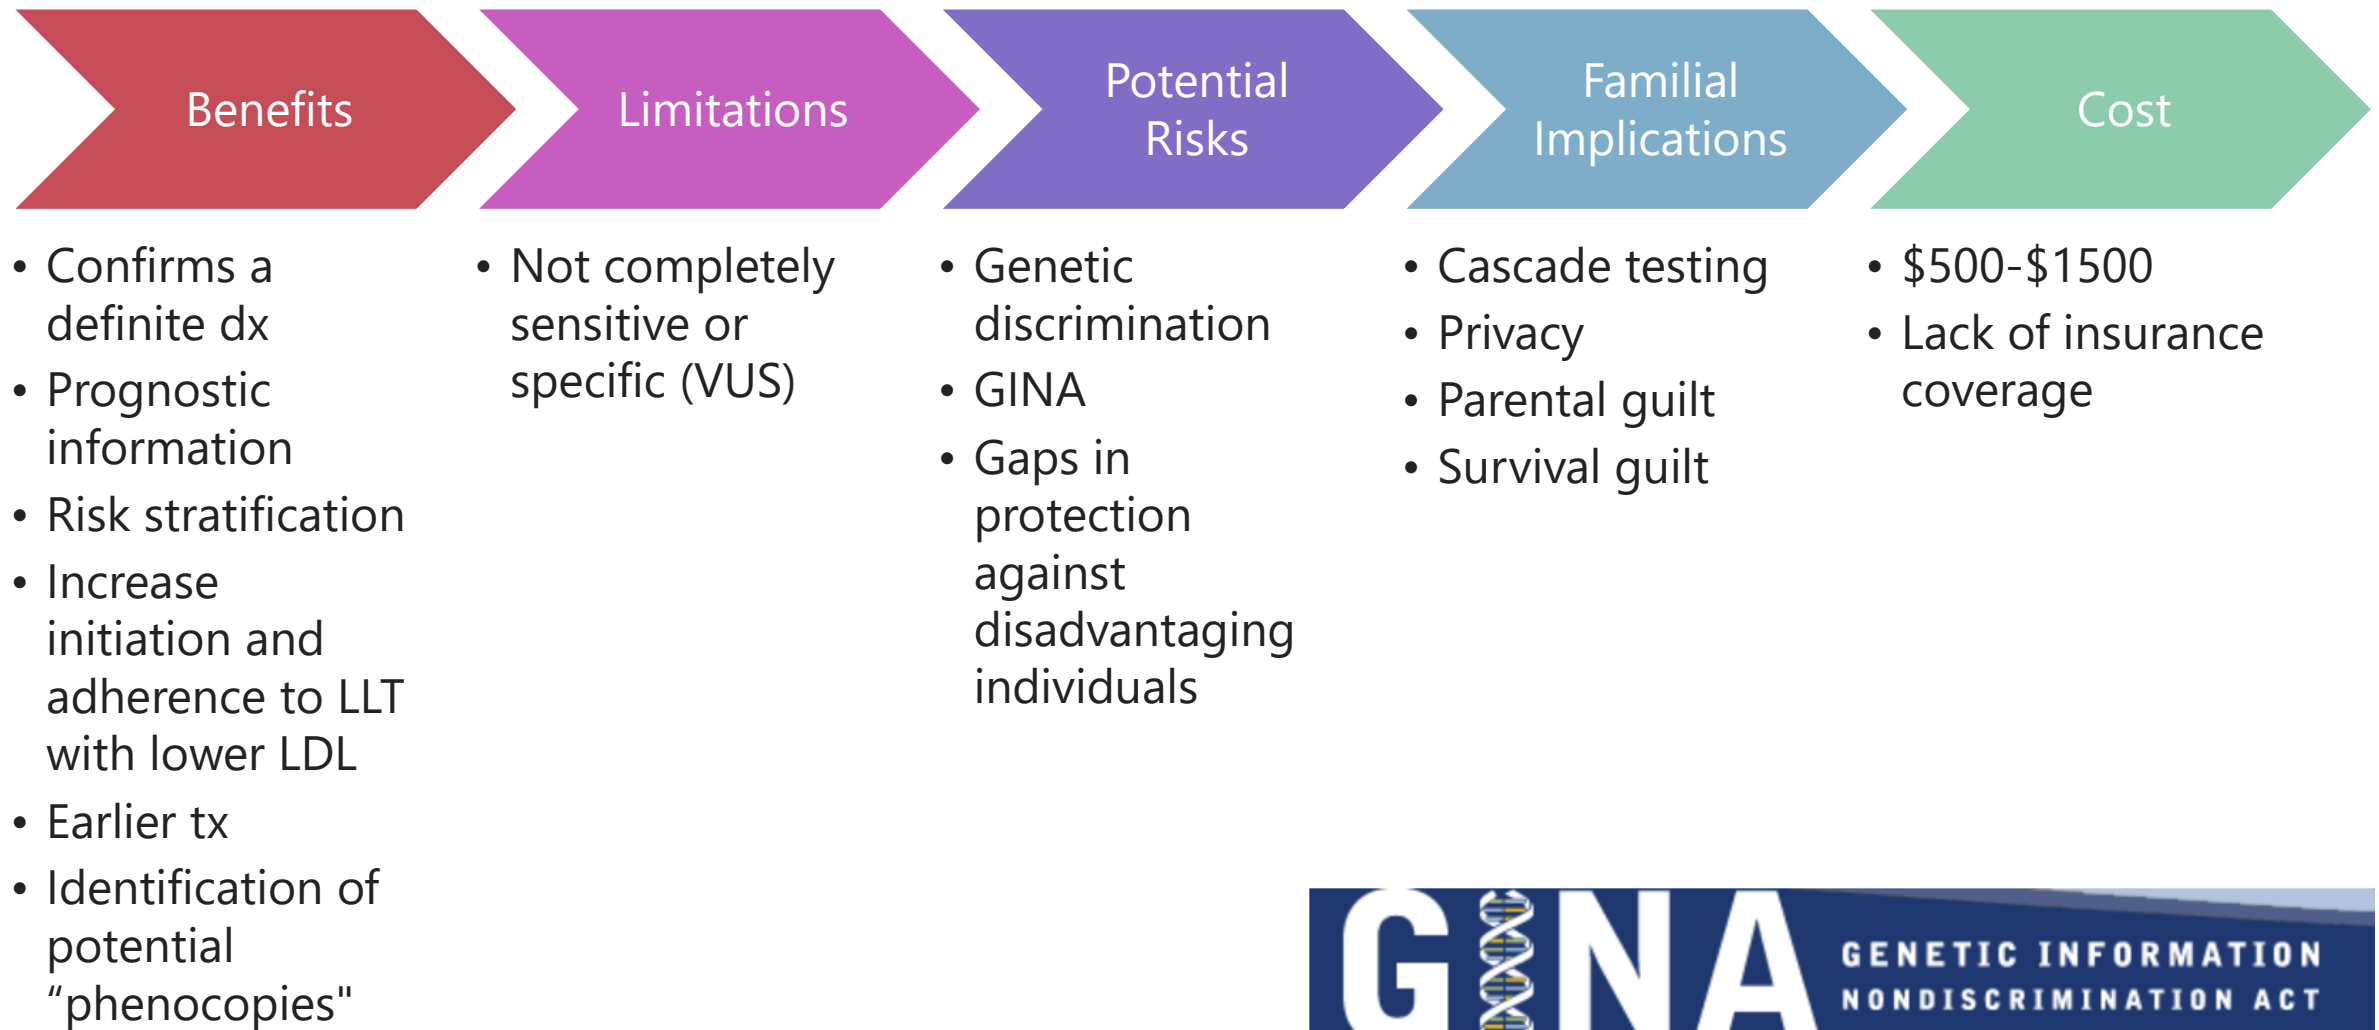 Benefits
• Confirms a
definite dx
• Prognostic
information
• Risk stratification
• Increase
initiation and
adherence to LLT
with lower LDL
• Earlier tx
• Identification of
potential
“phenocopies"
Limitations
• Not completely
sensitive or
specific (VUS)
Potential
Risks
• Genetic
discrimination
• GINA
• Gaps in
protection
against
disadvantaging
individuals
Familial
Implications
• Cascade testing
• Privacy
• Parental guilt
• Survival guilt
Cost
• $500-$1500
• Lack of insurance
coverage
GINA
GENETIC INFORMATION
NONDISCRIMINATION ACT